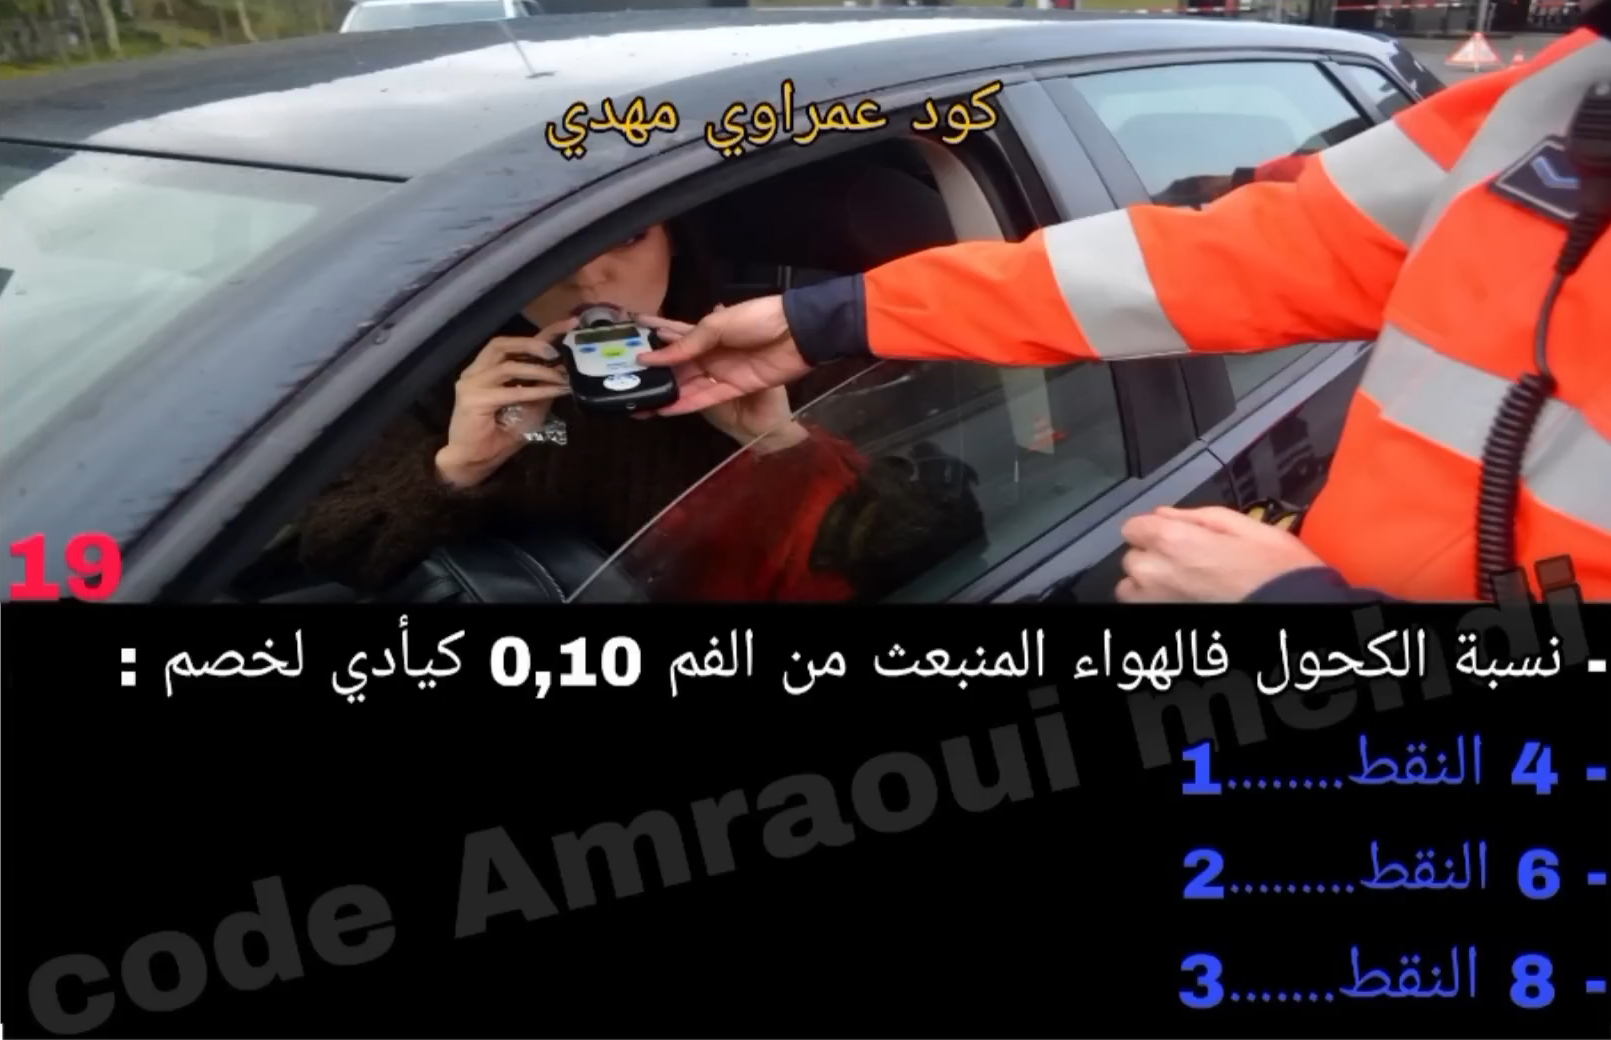 كود عمراوي مهدي
19
- نسبة الكحول فالهواء المنبعث من الفم 0,10 كيأدي لخصم :
- 4 النقط........1
- 6 النقط.........2
- 8 النقط.......3
code Amraoui mehdi